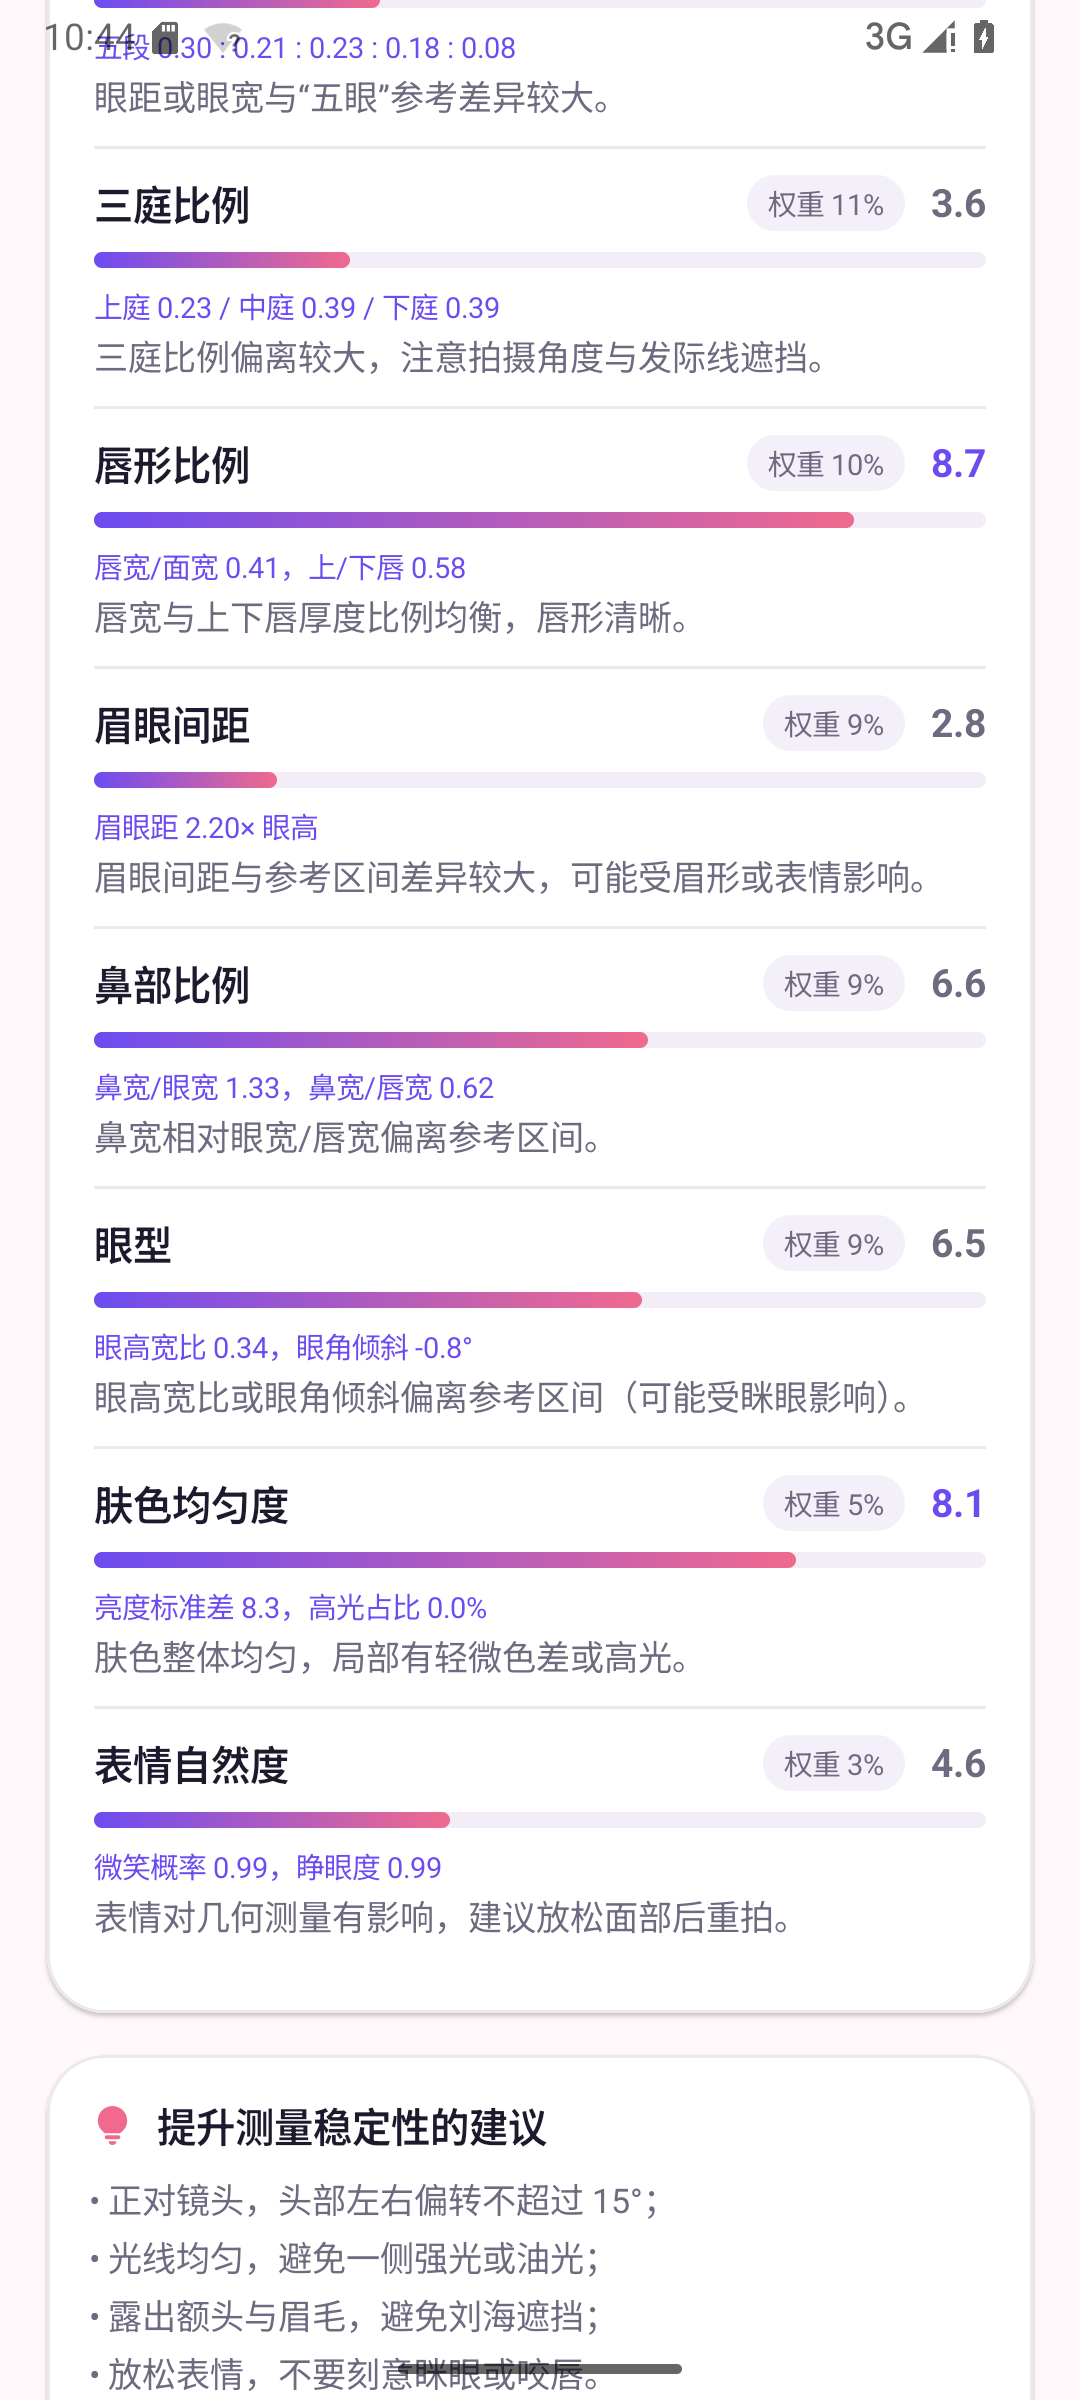 10:44
3G
五段 0.30 : 0.21 : 0.23 : 0.18 : 0.08
眼距或眼宽与“五眼”参考差异较大。
三庭比例
权重 11%
3.6
上庭 0.23 / 中庭 0.39 / 下庭 0.39
三庭比例偏离较大，注意拍摄角度与发际线遮挡。
唇形比例
权重 10%
8.7
唇宽/面宽 0.41，上/下唇 0.58
唇宽与上下唇厚度比例均衡，唇形清晰。
眉眼间距
权重 9%
2.8
眉眼距 2.20× 眼高
眉眼间距与参考区间差异较大，可能受眉形或表情影响。
鼻部比例
权重 9%
6.6
鼻宽/眼宽 1.33，鼻宽/唇宽 0.62
鼻宽相对眼宽/唇宽偏离参考区间。
眼型
权重 9%
6.5
眼高宽比 0.34，眼角倾斜 -0.8°
眼高宽比或眼角倾斜偏离参考区间（可能受眯眼影响）。
肤色均匀度
权重 5%
8.1
亮度标准差 8.3，高光占比 0.0%
肤色整体均匀，局部有轻微色差或高光。
表情自然度
权重 3%
4.6
微笑概率 0.99，睁眼度 0.99
表情对几何测量有影响，建议放松面部后重拍。
提升测量稳定性的建议
• 正对镜头，头部左右偏转不超过 15°；
• 光线均匀，避免一侧强光或油光；
• 露出额头与眉毛，避免刘海遮挡；
• 放松表情，不要刻意眯眼或咬唇。